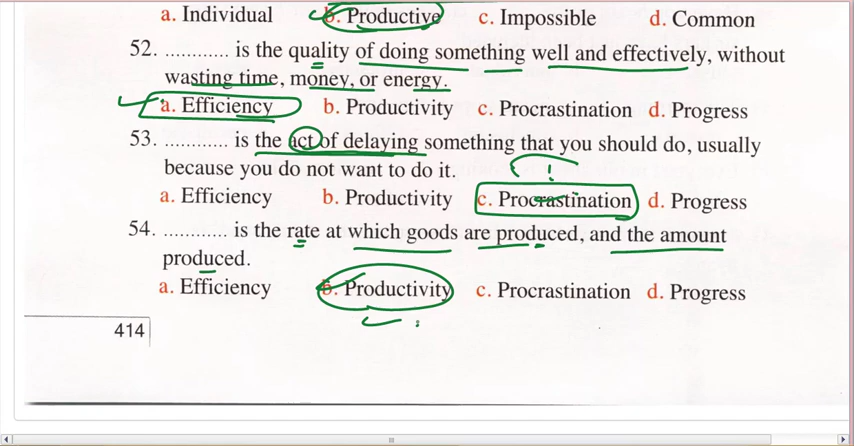 a. Individual b. Productive c. Impossible d. Common
52. ............ is the quality of doing something well and effectively, without
wasting time, money, or energy.
a. Efficiency b. Productivity c. Procrastination d. Progress
53. ............ is the act of delaying something that you should do, usually
because you do not want to do it.
a. Efficiency b. Productivity c. Procrastination d. Progress
54. ............ is the rate at which goods are produced, and the amount
produced.
a. Efficiency b. Productivity c. Procrastination d. Progress
414